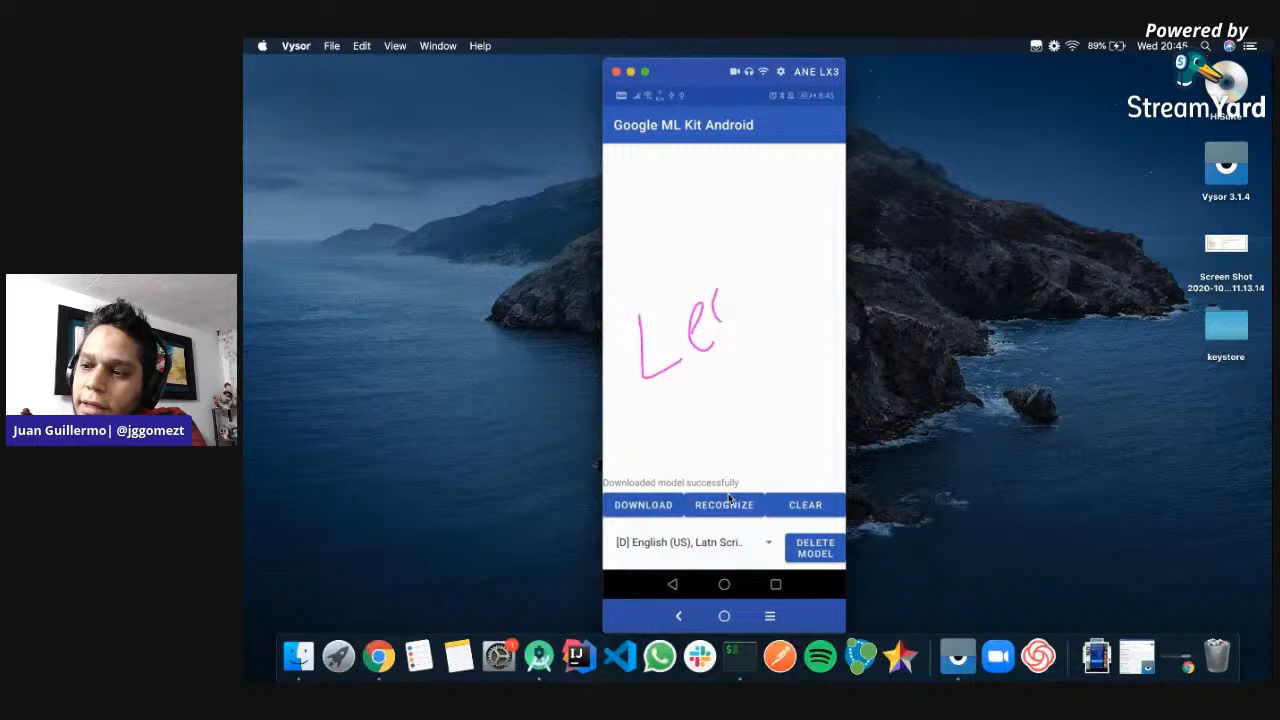 Powered by
StreamYard
Vysor File Edit View Window Help
89% Wed 20:45
ANE LX3
8:45
Google ML Kit Android
Le
Downloaded model successfully
DOWNLOAD RECOGNIZE CLEAR
[D] English (US), Latn Scri..
DELETE
MODEL
Vysor 3.1.4
Screen Shot
2020-10...11.13.14
keystore
Juan Guillermo| @jggomezt